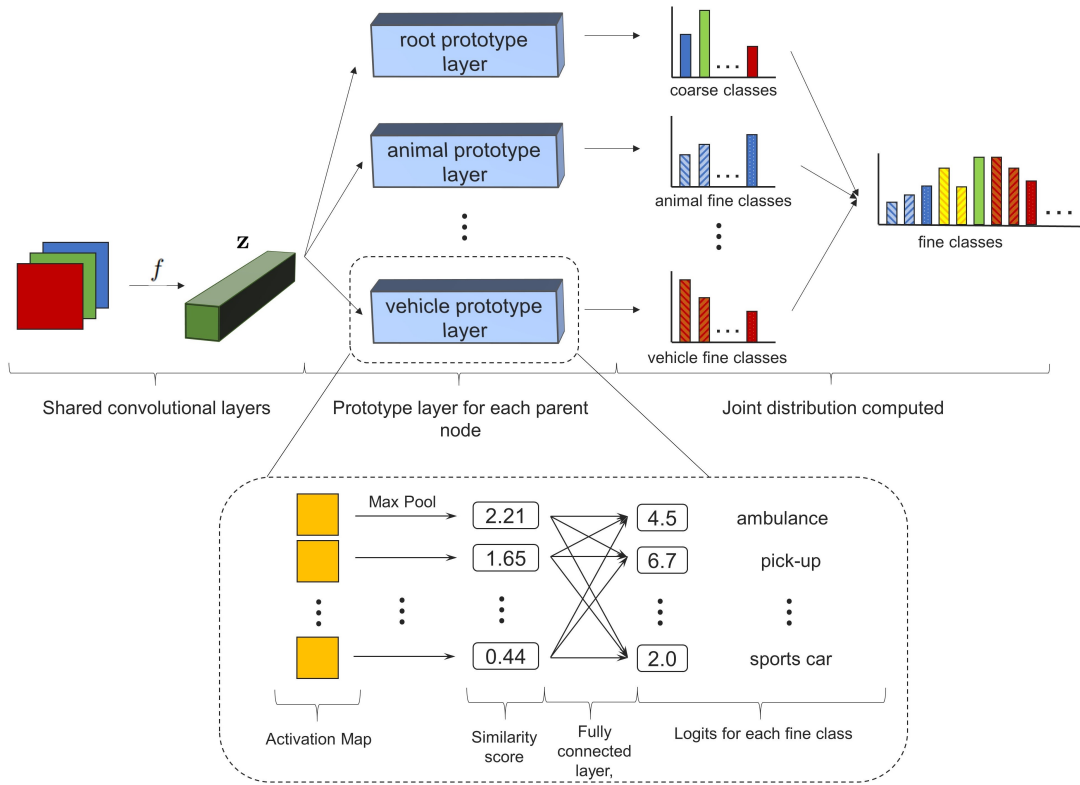 root prototype
layer
coarse classes
animal prototype
layer
animal fine classes
fine classes
z
f
vehicle prototype
layer
vehicle fine classes
Shared convolutional layers
Prototype layer for each parent
node
Joint distribution computed
Max Pool
2.21
4.5
ambulance
1.65
6.7
pick-up
0.44
2.0
sports car
Activation Map
Similarity
score
Fully
connected
layer,
Logits for each fine class